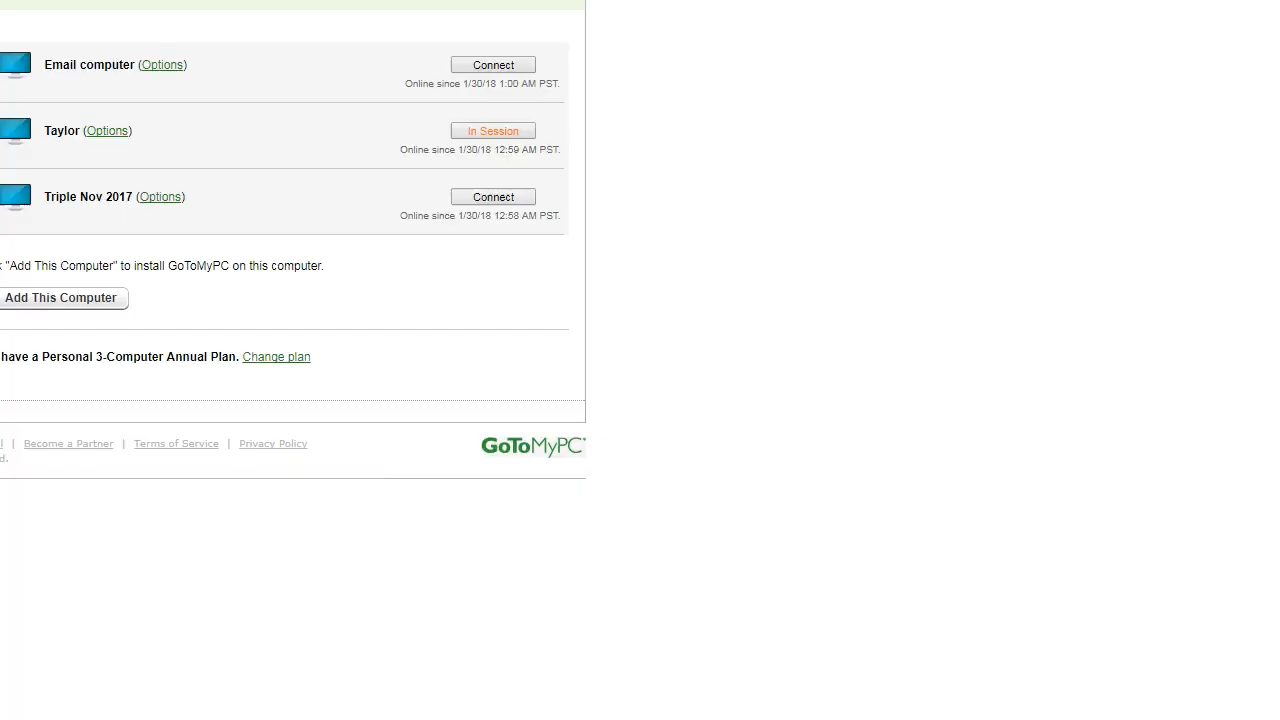 Email computer (Options)
Connect
Online since 1/30/18 1:00 AM PST.
Taylor (Options)
In Session
Online since 1/30/18 12:59 AM PST.
Triple Nov 2017 (Options)
Connect
Online since 1/30/18 12:58 AM PST.
"Add This Computer" to install GoToMyPC on this computer.
Add This Computer
have a Personal 3-Computer Annual Plan. Change plan
| Become a Partner | Terms of Service | Privacy Policy
d.
GoToMyPC